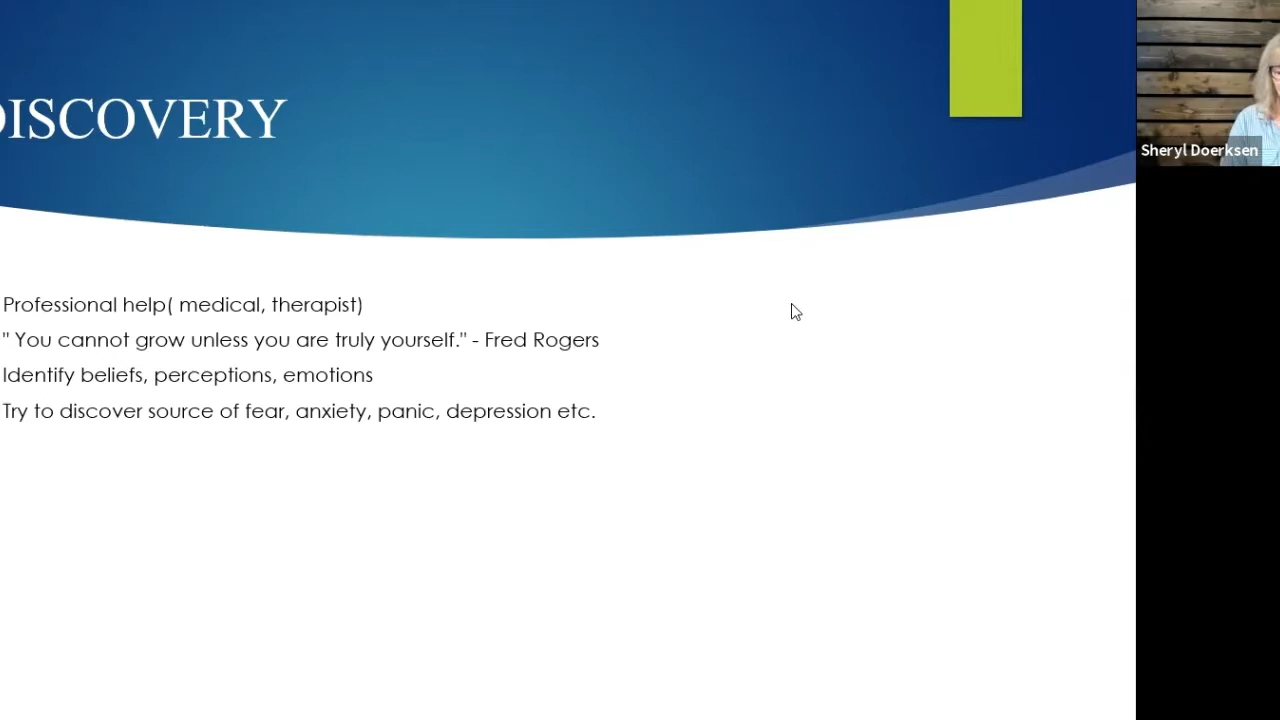 DISCOVERY
Sheryl Doerksen
Professional help( medical, therapist)
" You cannot grow unless you are truly yourself." - Fred Rogers
Identify beliefs, perceptions, emotions
Try to discover source of fear, anxiety, panic, depression etc.